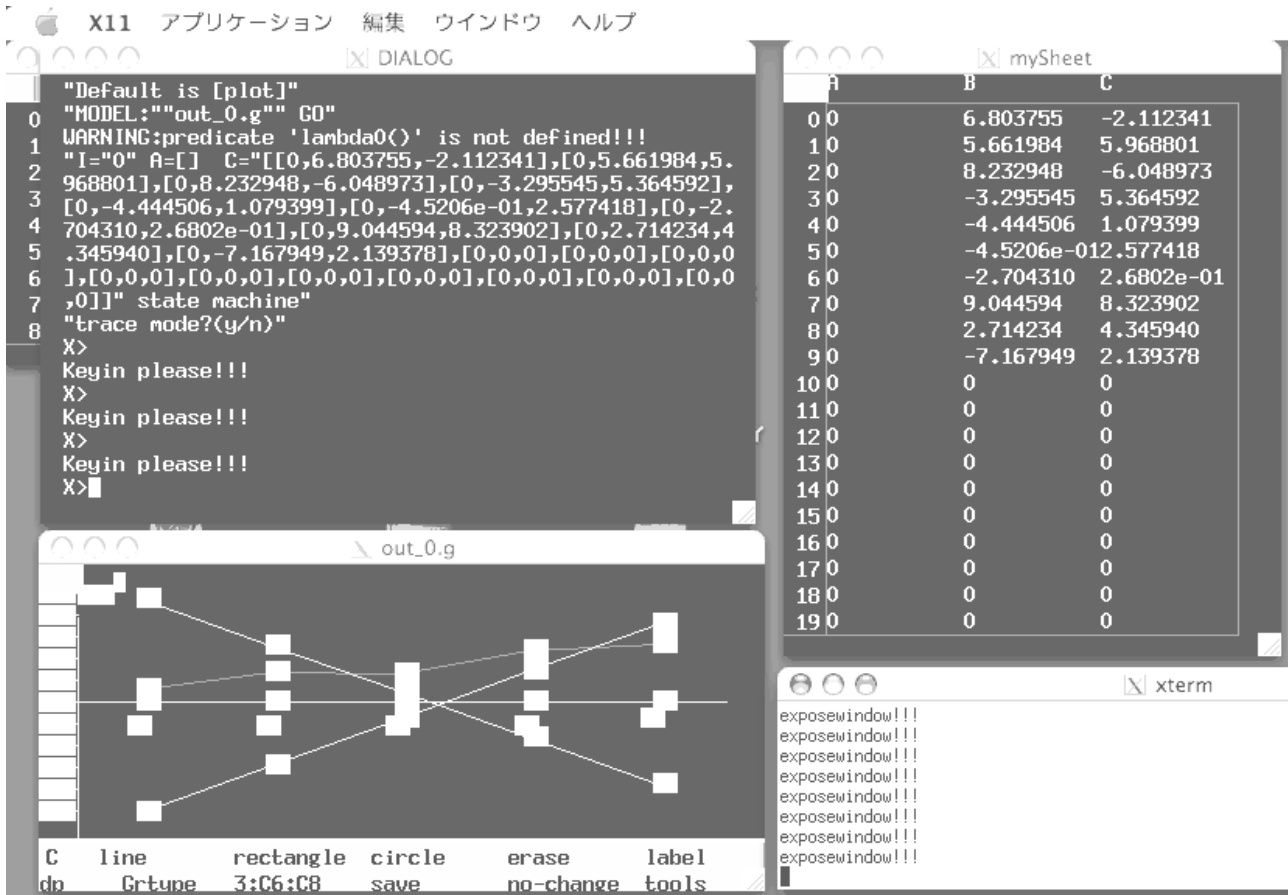 X11 アプリケーション 編集 ウインドウ ヘルプ
DIALOG
"Default is [plot]"
"MODEL:""out_0.g"" GO"
WARNING:predicate 'lambda0()' is not defined!!!
"I="0" A=[] C="[[0,6.803755,-2.112341],[0,5.661984,5.
968801],[0,8.232948,-6.048973],[0,-3.295545,5.364592],
[0,-4.444506,1.079399],[0,-4.5206e-01,2.577418],[0,-2.
704310,2.6802e-01],[0,9.044594,8.323902],[0,2.714234,4
.345940],[0,-7.167949,2.139378],[0,0,0],[0,0,0],[0,0,0
],[0,0,0],[0,0,0],[0,0,0],[0,0,0],[0,0,0],[0,0,0],[0,0
,0]]" state machine"
"trace mode?(y/n)"
X>
Keyin please!!!
X>
Keyin please!!!
X>
Keyin please!!!
X>
0
1
2
3
4
5
6
7
8
mySheet
A B C
0 0 6.803755 -2.112341
1 0 5.661984 5.968801
2 0 8.232948 -6.048973
3 0 -3.295545 5.364592
4 0 -4.444506 1.079399
5 0 -4.5206e-012.577418
6 0 -2.704310 2.6802e-01
7 0 9.044594 8.323902
8 0 2.714234 4.345940
9 0 -7.167949 2.139378
10 0 0 0
11 0 0 0
12 0 0 0
13 0 0 0
14 0 0 0
15 0 0 0
16 0 0 0
17 0 0 0
18 0 0 0
19 0 0 0
out_0.g
C line rectangle circle erase label
dp Grtype 3:C6:C8 save no-change tools
xterm
exposewindow!!!
exposewindow!!!
exposewindow!!!
exposewindow!!!
exposewindow!!!
exposewindow!!!
exposewindow!!!
exposewindow!!!